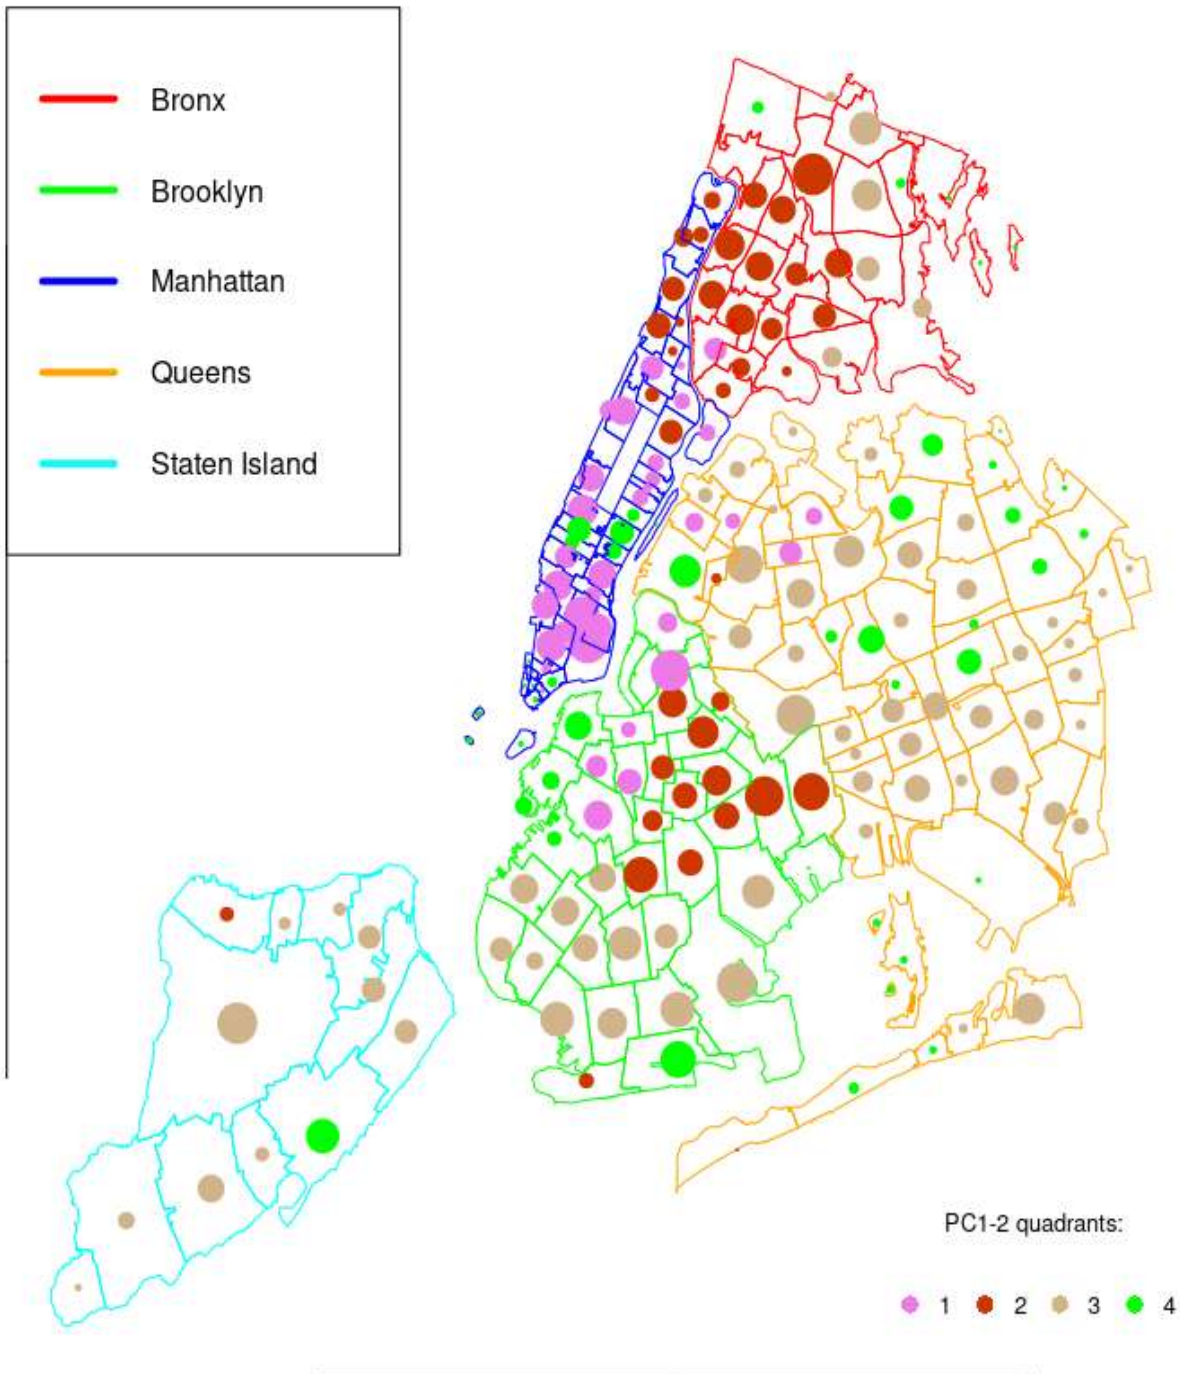 Bronx
Brooklyn
Manhattan
Queens
Staten Island
PC1-2 quadrants:
1 2 3 4